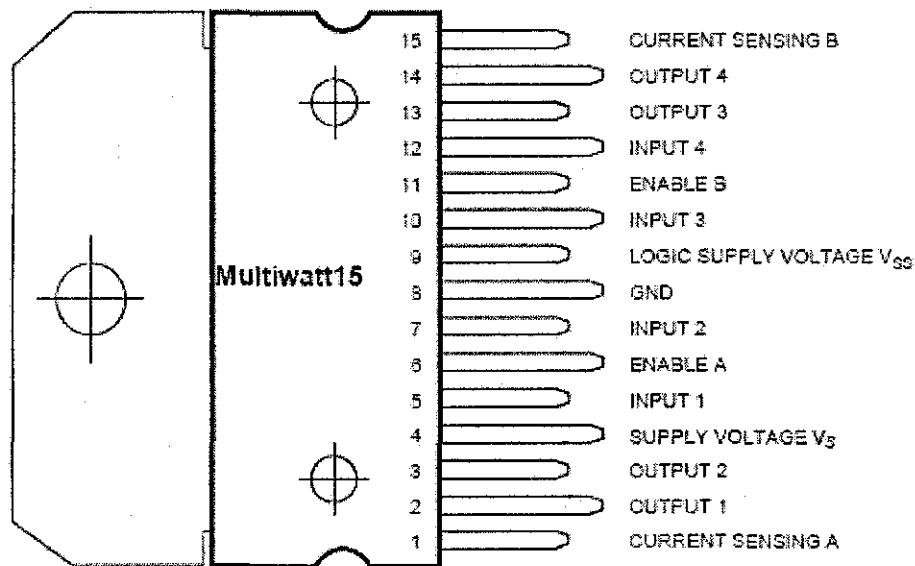 15 CURRENT SENSING B
14 OUTPUT 4
13 OUTPUT 3
12 INPUT 4
11 ENABLE B
10 INPUT 3
9 LOGIC SUPPLY VOLTAGE VSS
Multiwatt15
8 GND
7 INPUT 2
6 ENABLE A
5 INPUT 1
4 SUPPLY VOLTAGE VS
3 OUTPUT 2
2 OUTPUT 1
1 CURRENT SENSING A